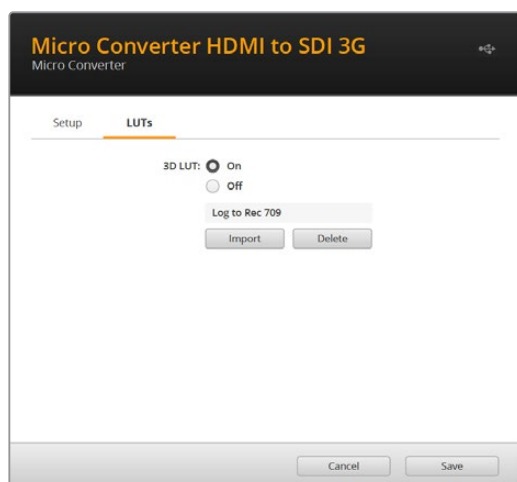 Micro Converter HDMI to SDI 3G
Micro Converter
Setup LUTs
3D LUT: On
Off
Log to Rec 709
Import Delete
Cancel Save